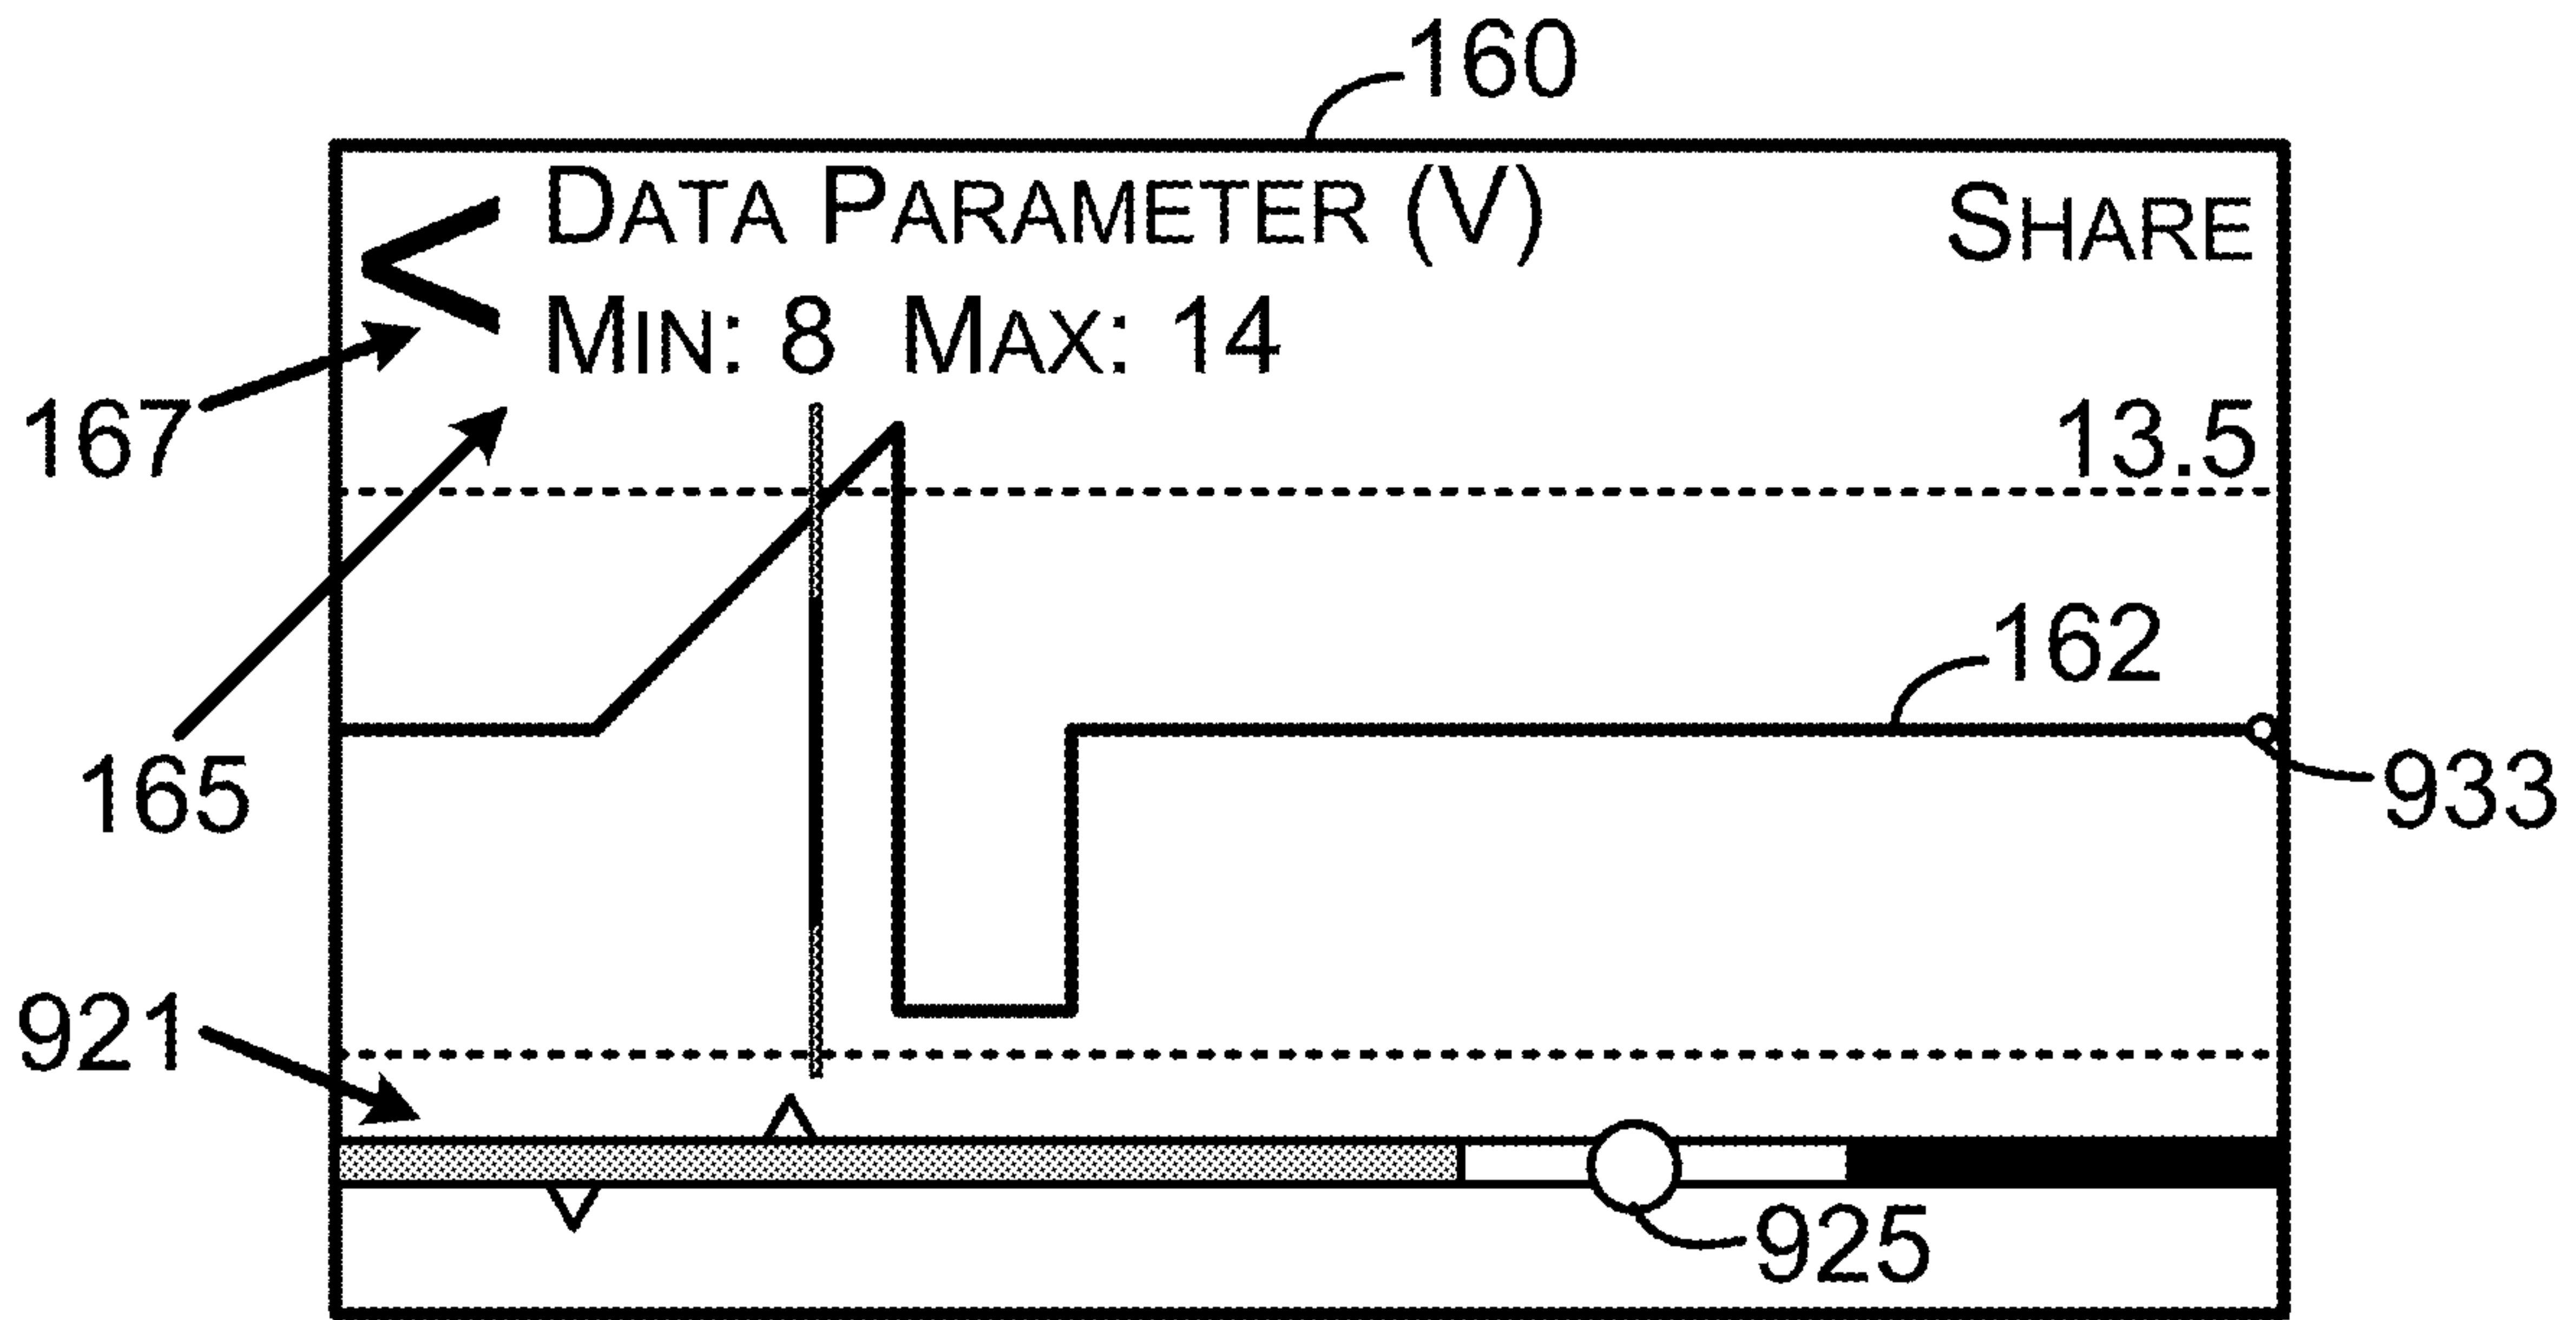 160
DATA PARAMETER (V)
SHARE
MIN: 8 MAX: 14
167
13.5
162
165
933
921
925